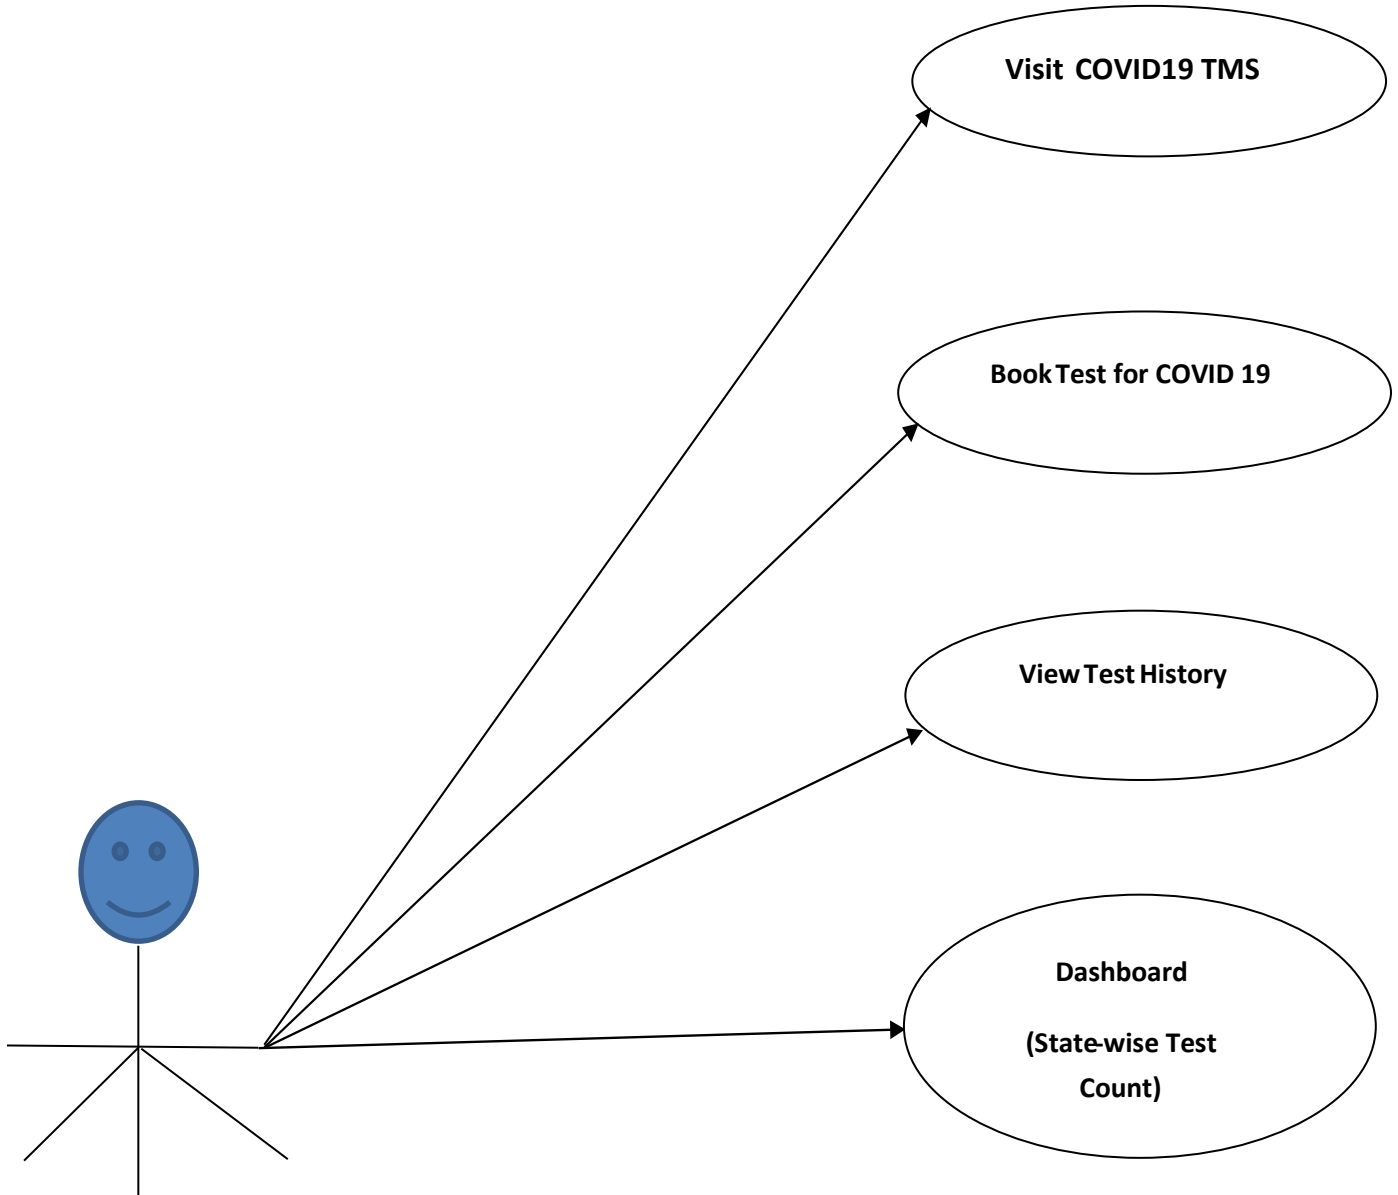 Visit COVID19 TMS
Book Test for COVID 19
View Test History
Dashboard
(State-wise Test
Count)